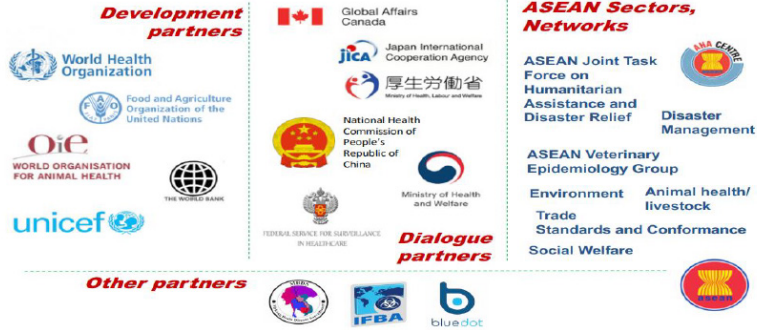 Development
partners
World Health
Organization
Food and Agriculture
Organization of the
United Nations
Oie
WORLD ORGANISATION
FOR ANIMAL HEALTH
THE WORLD BANK
unicef
Global Affairs
Canada
JICA
Japan International
Cooperation Agency
厚生労働省
Ministry of Health, Labour and Welfare
National Health
Commission of
People's
Republic of
China
Ministry of Health
and Welfare
FEDERAL SERVICE FOR SURVEILLANCE
IN HEALTHCARE
Dialogue
partners
ASEAN Sectors,
Networks
AHA CENTRE
ASEAN Joint Task
Force on
Humanitarian
Assistance and
Disaster Relief
Disaster
Management
ASEAN Veterinary
Epidemiology Group
Environment
Animal health/
livestock
Trade
Standards and Conformance
Social Welfare
Other partners
IFBA
bluedot
asean